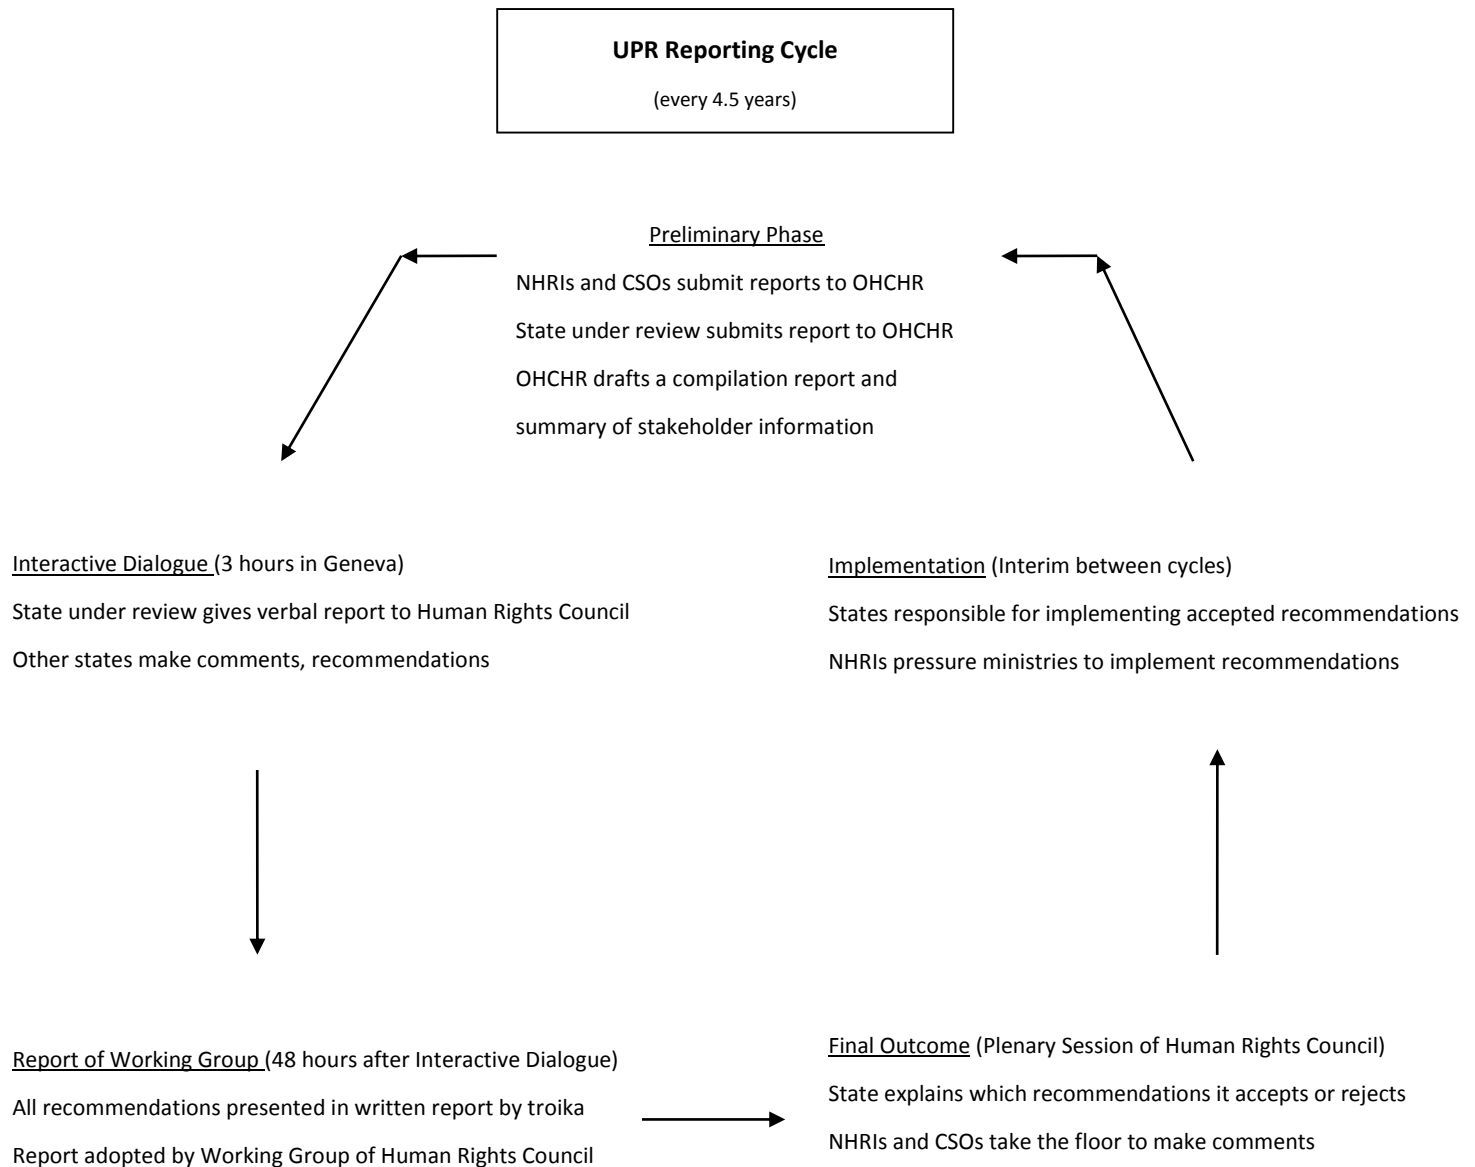 UPR Reporting Cycle
(every 4.5 years)
Preliminary Phase
NHRIs and CSOs submit reports to OHCHR
State under review submits report to OHCHR
OHCHR drafts a compilation report and
summary of stakeholder information
Interactive Dialogue (3 hours in Geneva)
State under review gives verbal report to Human Rights Council
Other states make comments, recommendations
Implementation (Interim between cycles)
States responsible for implementing accepted recommendations
NHRIs pressure ministries to implement recommendations
Report of Working Group (48 hours after Interactive Dialogue)
All recommendations presented in written report by troika
Report adopted by Working Group of Human Rights Council
Final Outcome (Plenary Session of Human Rights Council)
State explains which recommendations it accepts or rejects
NHRIs and CSOs take the floor to make comments